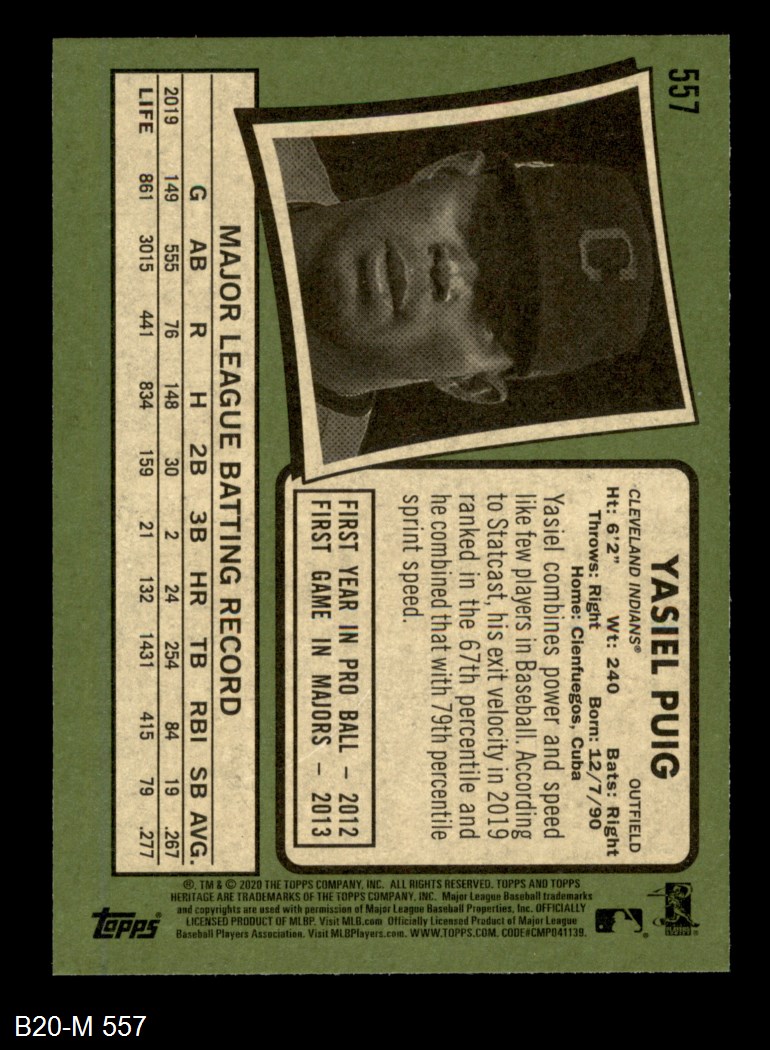 557
YASIEL PUIG
CLEVELAND INDIANS® OUTFIELD
Ht: 6'2" Wt: 240 Bats: Right
Throws: Right Born: 12/7/90
Home: Cienfuegos, Cuba
Yasiel combines power and speed
like few players in Baseball. According
to Statcast, his exit velocity in 2019
ranked in the 67th percentile and
he combined that with 79th percentile
sprint speed.
FIRST YEAR IN PRO BALL – 2012
FIRST GAME IN MAJORS – 2013
MAJOR LEAGUE BATTING RECORD
G AB R H 2B 3B HR TB RBI SB AVG.
2019 149 555 76 148 30 2 24 254 84 19 .267
LIFE 861 3015 441 834 159 21 132 1431 415 79 .277
®, TM & © 2020 THE TOPPS COMPANY, INC. ALL RIGHTS RESERVED. TOPPS AND TOPPS
HERITAGE ARE TRADEMARKS OF THE TOPPS COMPANY, INC. Major League Baseball trademarks
and copyrights are used with permission of Major League Baseball Properties, Inc. OFFICIALLY
LICENSED PRODUCT OF MLBP. Visit MLB.com Officially Licensed Product of Major League
Baseball Players Association. Visit MLBPlayers.com. WWW.TOPPS.COM. CODE#CMP041139.
Topps®
B20-M 557